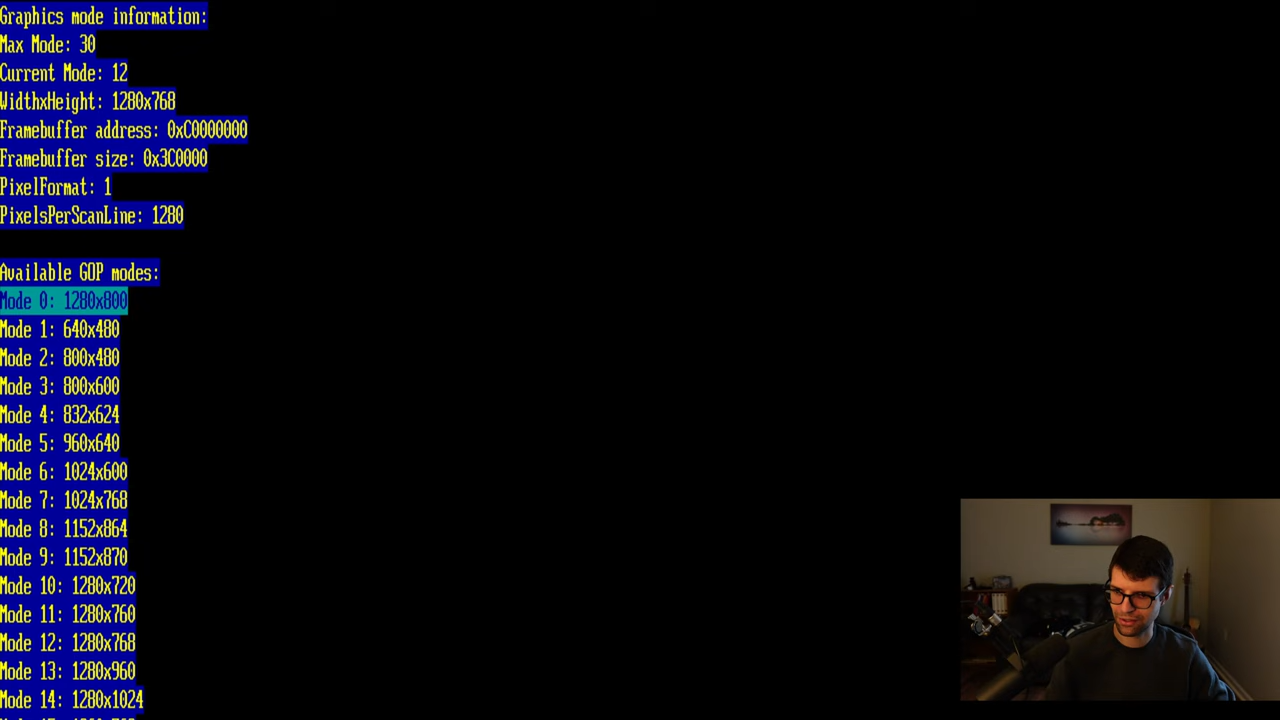 Graphics mode information:
Max Mode: 30
Current Mode: 12
WidthxHeight: 1280x768
Framebuffer address: 0xC0000000
Framebuffer size: 0x3C0000
PixelFormat: 1
PixelsPerScanLine: 1280
Available GOP modes:
Mode 0: 1280x800
Mode 1: 640x480
Mode 2: 800x480
Mode 3: 800x600
Mode 4: 832x624
Mode 5: 960x640
Mode 6: 1024x600
Mode 7: 1024x768
Mode 8: 1152x864
Mode 9: 1152x870
Mode 10: 1280x720
Mode 11: 1280x760
Mode 12: 1280x768
Mode 13: 1280x960
Mode 14: 1280x1024